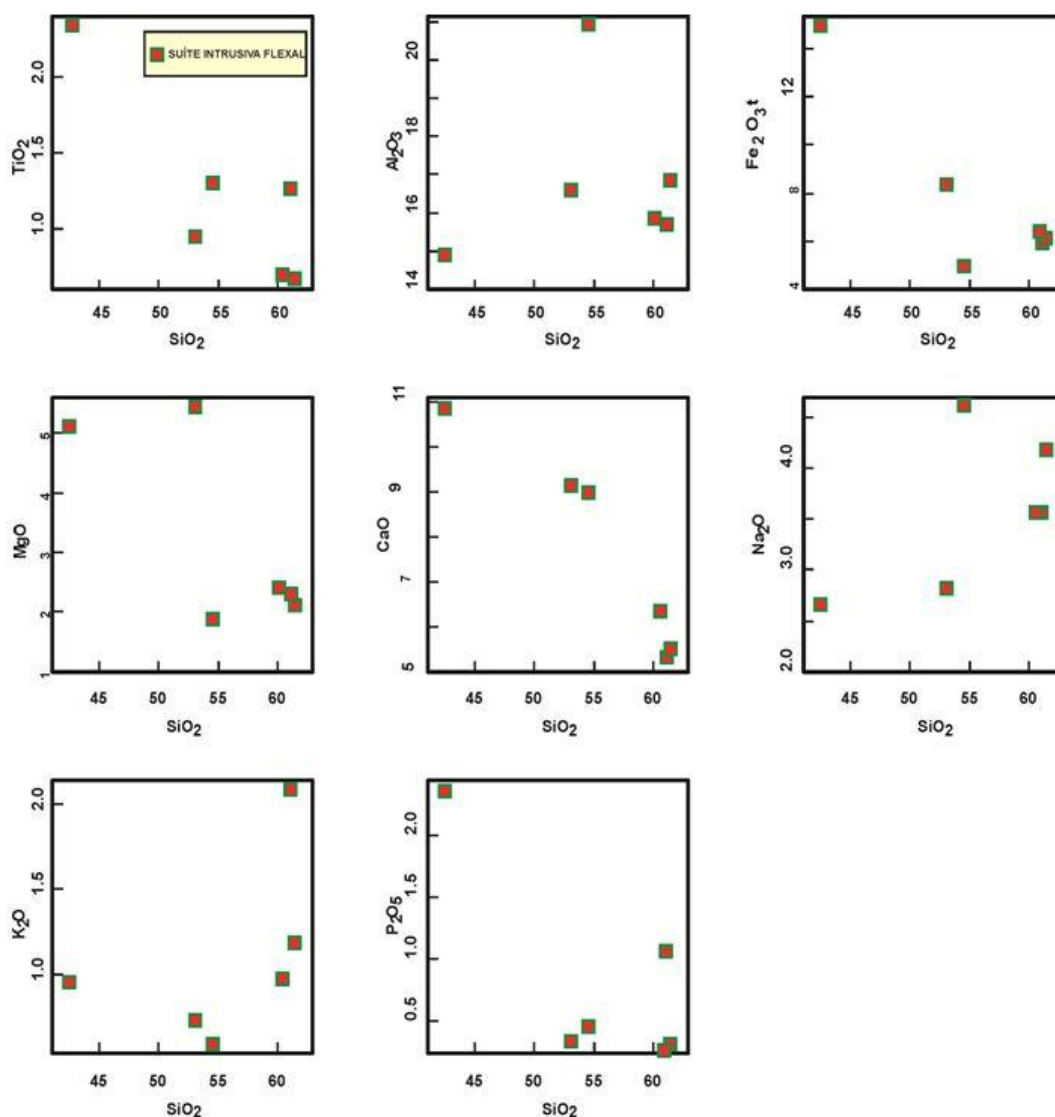 SUÍTE INTRUSIVA FLEXAL
TiO2
2.0
1.5
1.0
45 50 55 60
SiO2
Al2O3
20
18
16
14
45 50 55 60
SiO2
Fe2O3t
12
8
4
45 50 55 60
SiO2
MgO
5
4
3
2
1
45 50 55 60
SiO2
CaO
11
9
7
5
45 50 55 60
SiO2
Na2O
4.0
3.0
2.0
45 50 55 60
SiO2
K2O
2.0
1.5
1.0
45 50 55 60
SiO2
P2O5
2.0
1.5
1.0
0.5
45 50 55 60
SiO2